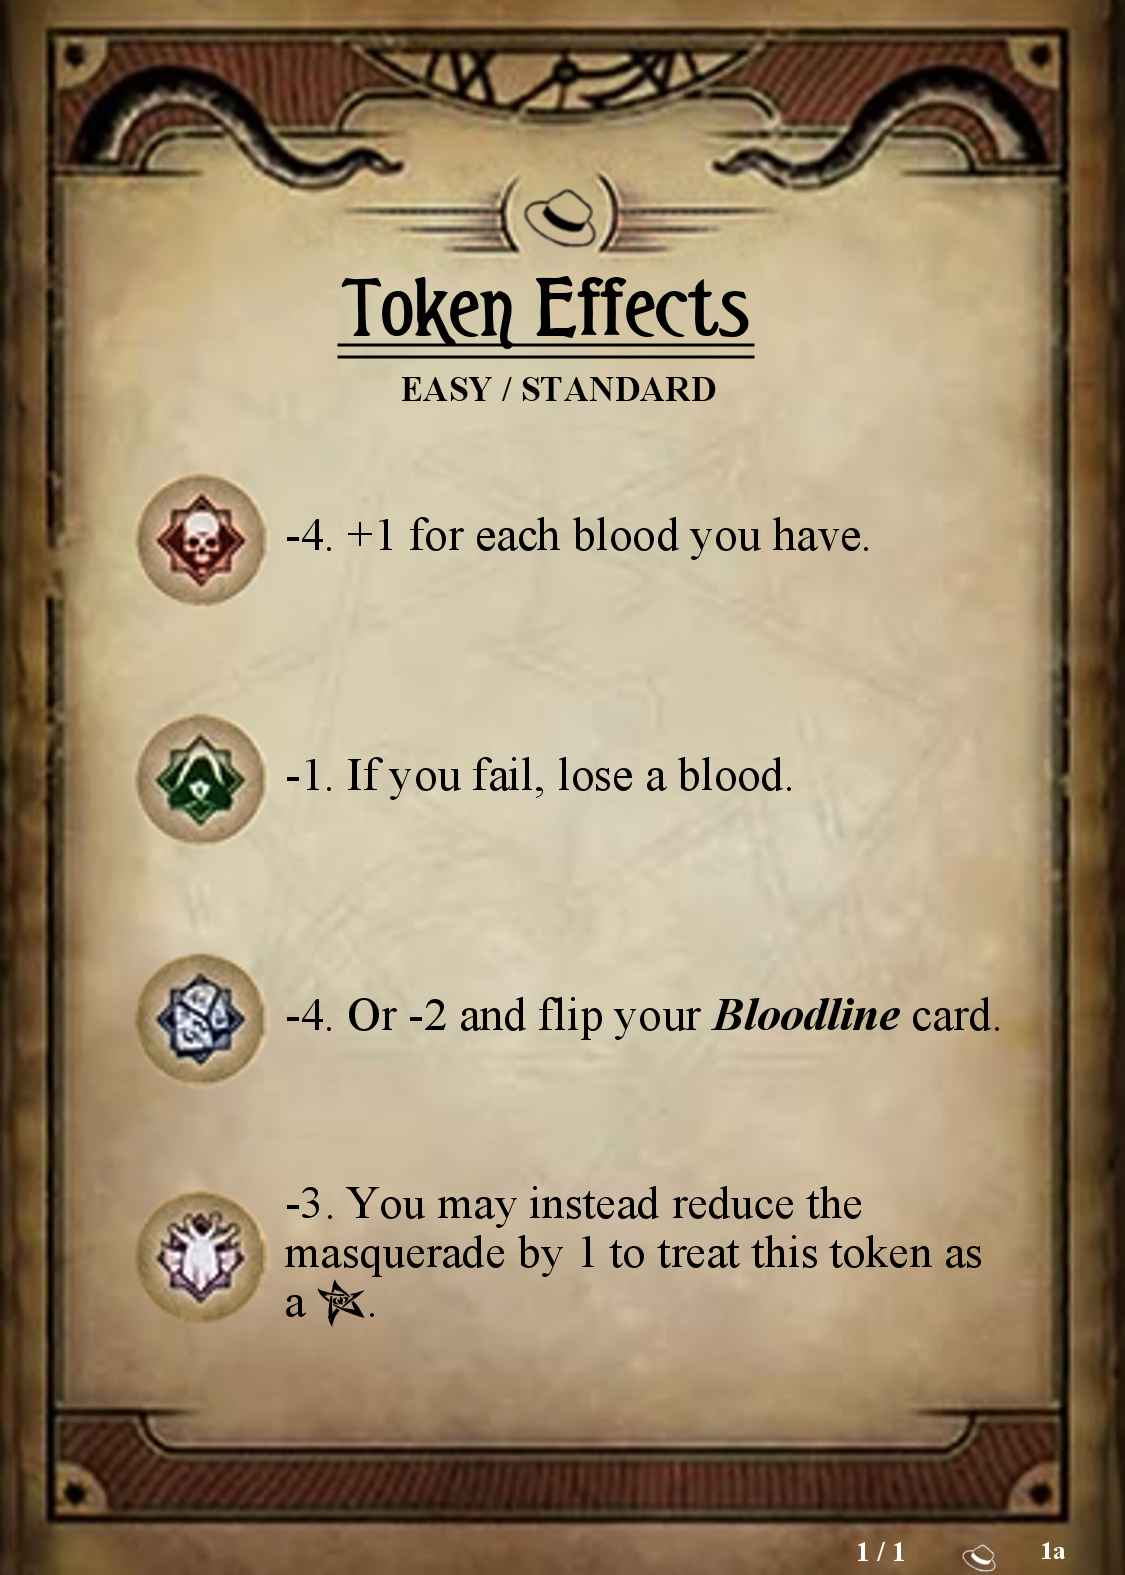 Token Effects
EASY / STANDARD
-4. +1 for each blood you have.
-1. If you fail, lose a blood.
-4. Or -2 and flip your Bloodline card.
-3. You may instead reduce the
masquerade by 1 to treat this token as
a .
1 / 1
1a